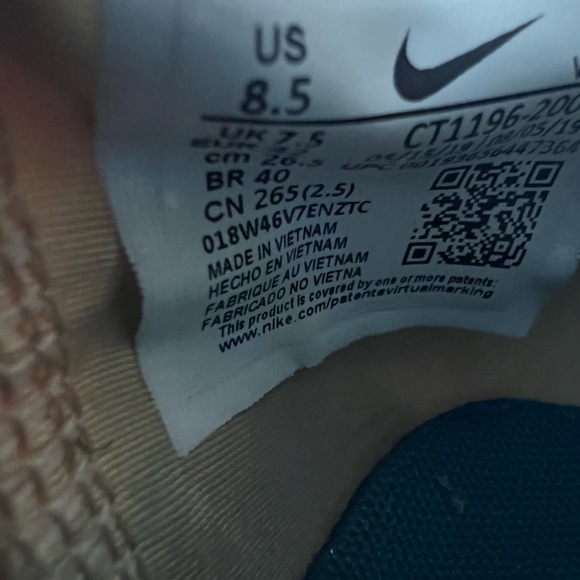 US
8.5
UK 7.5
cm 26.5
BR 40
CN 265(2.5)
018W46V7ENZTC
MADE IN VIETNAM
HECHO EN VIETNAM
FABRIQUE AU VIETNAM
FABRICADO NO VIETNA
This product is covered by one or more patents:
www.nike.com/patentsvirtualmarking
CT1196-200
UPC